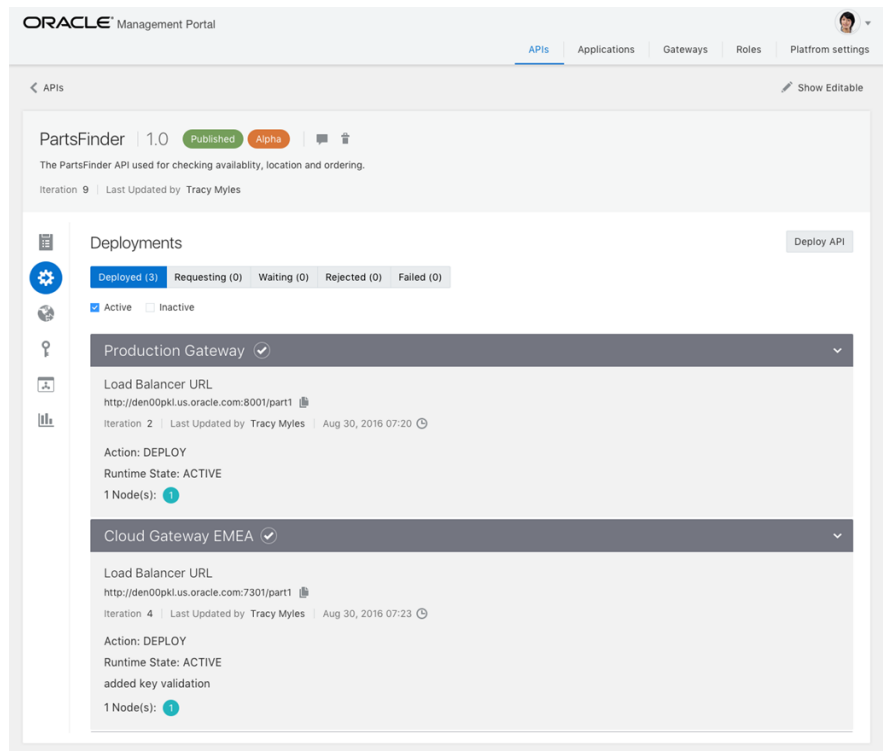 ORACLE Management Portal
APIs Applications Gateways Roles Platfrom settings
APIs Show Editable
PartsFinder 1.0 Published Alpha
The PartsFinder API used for checking availablity, location and ordering.
Iteration 9 Last Updated by Tracy Myles
Deployments Deploy API
Deployed (3) Requesting (0) Waiting (0) Rejected (0) Failed (0)
Active Inactive
Production Gateway
Load Balancer URL
http://den00pkl.us.oracle.com:8001/part1
Iteration 2 Last Updated by Tracy Myles Aug 30, 2016 07:20
Action: DEPLOY
Runtime State: ACTIVE
1 Node(s): 1
Cloud Gateway EMEA
Load Balancer URL
http://den00pkl.us.oracle.com:7301/part1
Iteration 4 Last Updated by Tracy Myles Aug 30, 2016 07:23
Action: DEPLOY
Runtime State: ACTIVE
added key validation
1 Node(s): 1